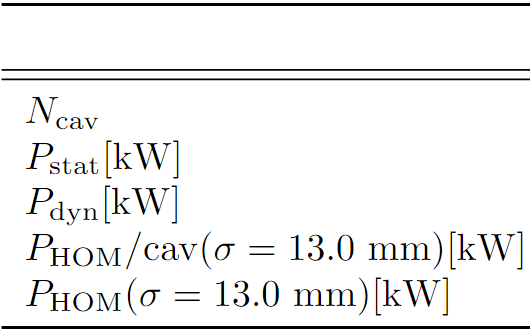 N_cav
P_stat[kW]
P_dyn[kW]
P_HOM/cav(σ = 13.0 mm)[kW]
P_HOM(σ = 13.0 mm)[kW]